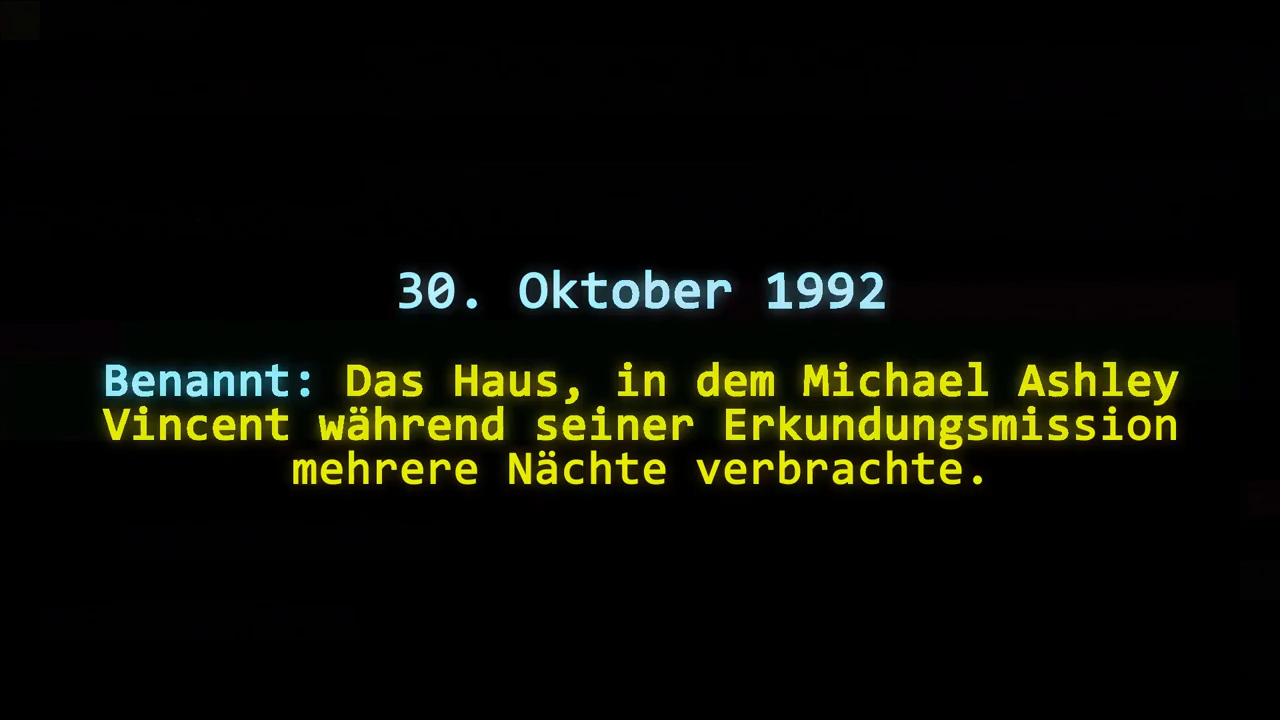 30. Oktober 1992
Benannt: Das Haus, in dem Michael Ashley
Vincent während seiner Erkundungsmission
mehrere Nächte verbrachte.